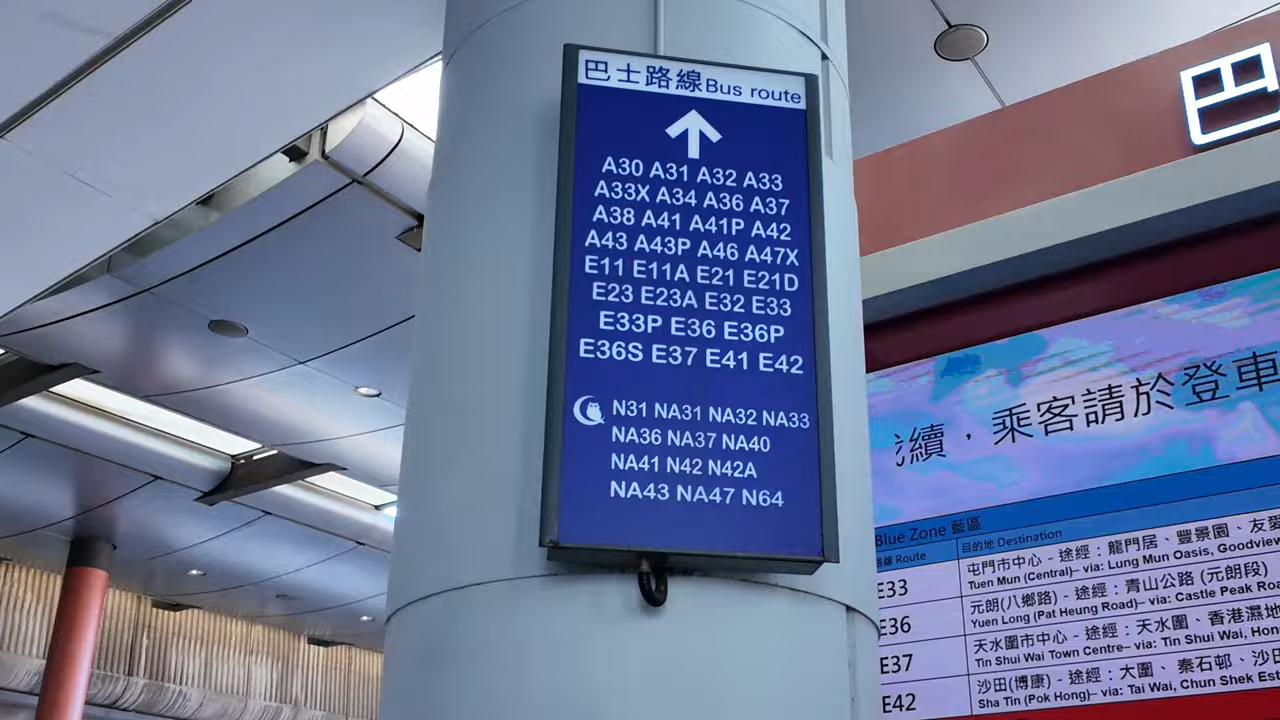 巴士路線Bus route
A30 A31 A32 A33
A33X A34 A36 A37
A38 A41 A41P A42
A43 A43P A46 A47X
E11 E11A E21 E21D
E23 E23A E32 E33
E33P E36 E36P
E36S E37 E41 E42
N31 NA31 NA32 NA33
NA36 NA37 NA40
NA41 N42 N42A
NA43 NA47 N64
巴
續，乘客請於登車
Blue Zone 藍區
路線 Route 目的地 Destination
E33 屯門市中心 - 途經：龍門居、豐景園、友愛
Tuen Mun (Central)– via: Lung Mun Oasis, Goodview
E36 元朗(八鄉路) - 途經：青山公路 (元朗段)
Yuen Long (Pat Heung Road)– via: Castle Peak Roa
E37 天水圍市中心 - 途經：天水圍、香港濕地
Tin Shui Wai Town Centre– via: Tin Shui Wai, Hon
E42 沙田(博康) - 途經：大圍、秦石邨、沙田
Sha Tin (Pok Hong)– via: Tai Wai, Chun Shek Est